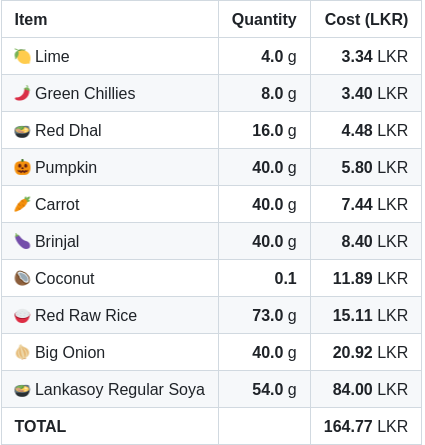 Item Quantity Cost (LKR)
Lime 4.0 g 3.34 LKR
Green Chillies 8.0 g 3.40 LKR
Red Dhal 16.0 g 4.48 LKR
Pumpkin 40.0 g 5.80 LKR
Carrot 40.0 g 7.44 LKR
Brinjal 40.0 g 8.40 LKR
Coconut 0.1 11.89 LKR
Red Raw Rice 73.0 g 15.11 LKR
Big Onion 40.0 g 20.92 LKR
Lankasoy Regular Soya 54.0 g 84.00 LKR
TOTAL 164.77 LKR